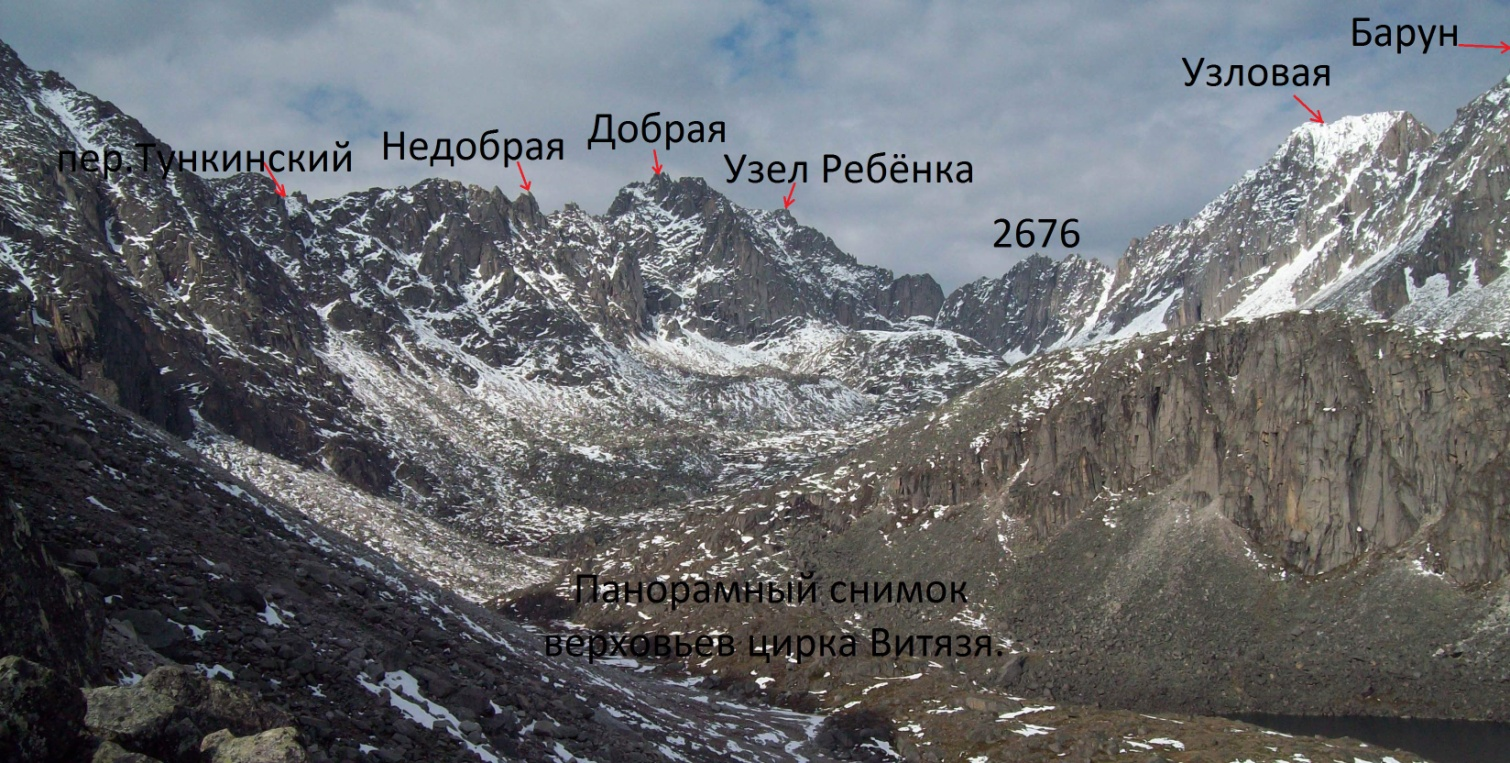 Барун
Узловая
Добрая
Недобрая
пер.Тункинский
Узел Ребёнка
2676
Панорамный снимок
верховьев цирка Витязя.